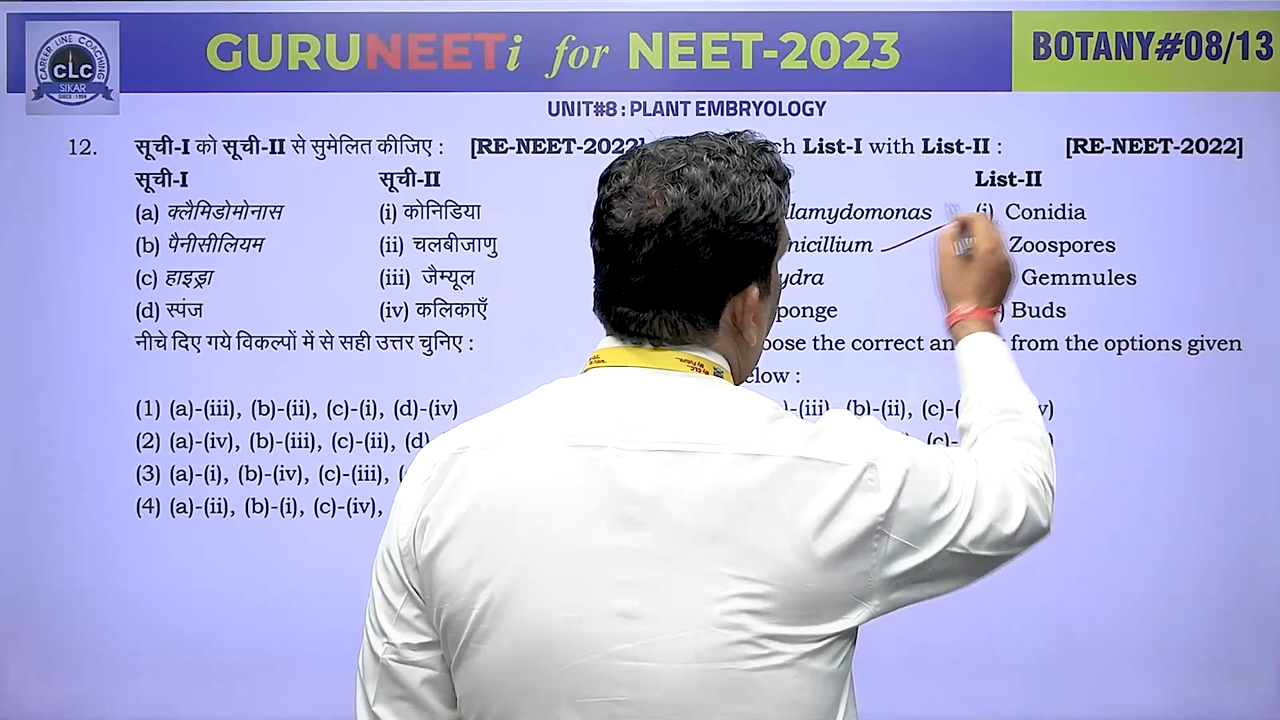 CAREER LINE COACHING
CLC
SIKAR
SINCE : 1996
GURUNEETi for NEET-2023
BOTANY#08/13
UNIT#8 : PLANT EMBRYOLOGY
12. सूची-I को सूची-II से सुमेलित कीजिए : [RE-NEET-2022]
सूची-I सूची-II
(a) क्लैमिडोमोनास (i) कोनिडिया
(b) पैनीसीलियम (ii) चलबीजाणु
(c) हाइड्रा (iii) जैम्यूल
(d) स्पंज (iv) कलिकाएँ
नीचे दिए गये विकल्पों में से सही उत्तर चुनिए :
(1) (a)-(iii), (b)-(ii), (c)-(i), (d)-(iv)
(2) (a)-(iv), (b)-(iii), (c)-(ii), (d)
(3) (a)-(i), (b)-(iv), (c)-(iii),
(4) (a)-(ii), (b)-(i), (c)-(iv),
List-I with List-II : [RE-NEET-2022]
List-II
lamydomonas (i) Conidia
nicillium Zoospores
ydra Gemmules
ponge Buds
oose the correct from the options given
elow :
-(iii), (b)-(ii), (c)-